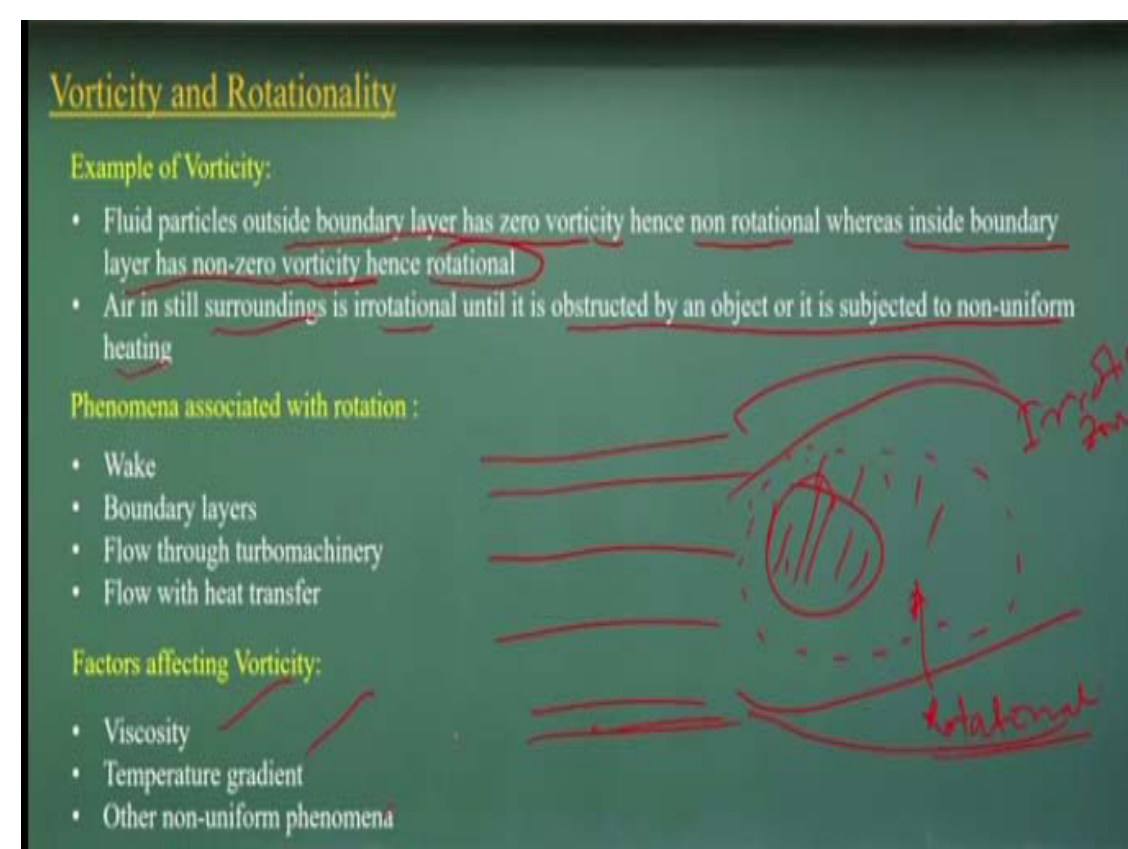 Vorticity and Rotationality
Example of Vorticity:
• Fluid particles outside boundary layer has zero vorticity hence non rotational whereas inside boundary
layer has non-zero vorticity hence rotational
• Air in still surroundings is irrotational until it is obstructed by an object or it is subjected to non-uniform
heating
Phenomena associated with rotation :
• Wake
• Boundary layers
• Flow through turbomachinery
• Flow with heat transfer
Factors affecting Vorticity:
• Viscosity
• Temperature gradient
• Other non-uniform phenomena
Rotational